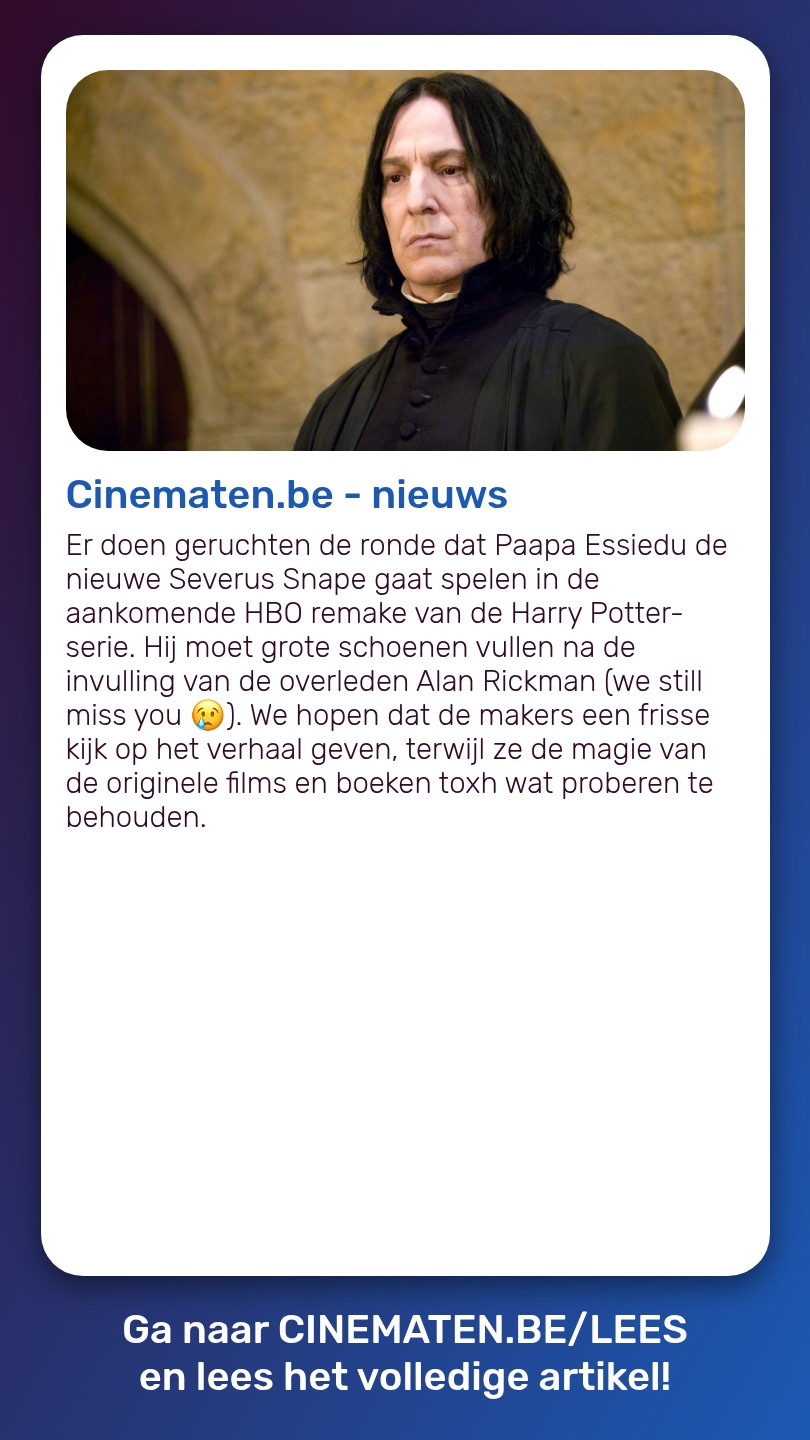 Cinematen.be - nieuws
Er doen geruchten de ronde dat Paapa Essiedu de
nieuwe Severus Snape gaat spelen in de
aankomende HBO remake van de Harry Potter-
serie. Hij moet grote schoenen vullen na de
invulling van de overleden Alan Rickman (we still
miss you 😢). We hopen dat de makers een frisse
kijk op het verhaal geven, terwijl ze de magie van
de originele films en boeken toxh wat proberen te
behouden.
Ga naar CINEMATEN.BE/LEES
en lees het volledige artikel!